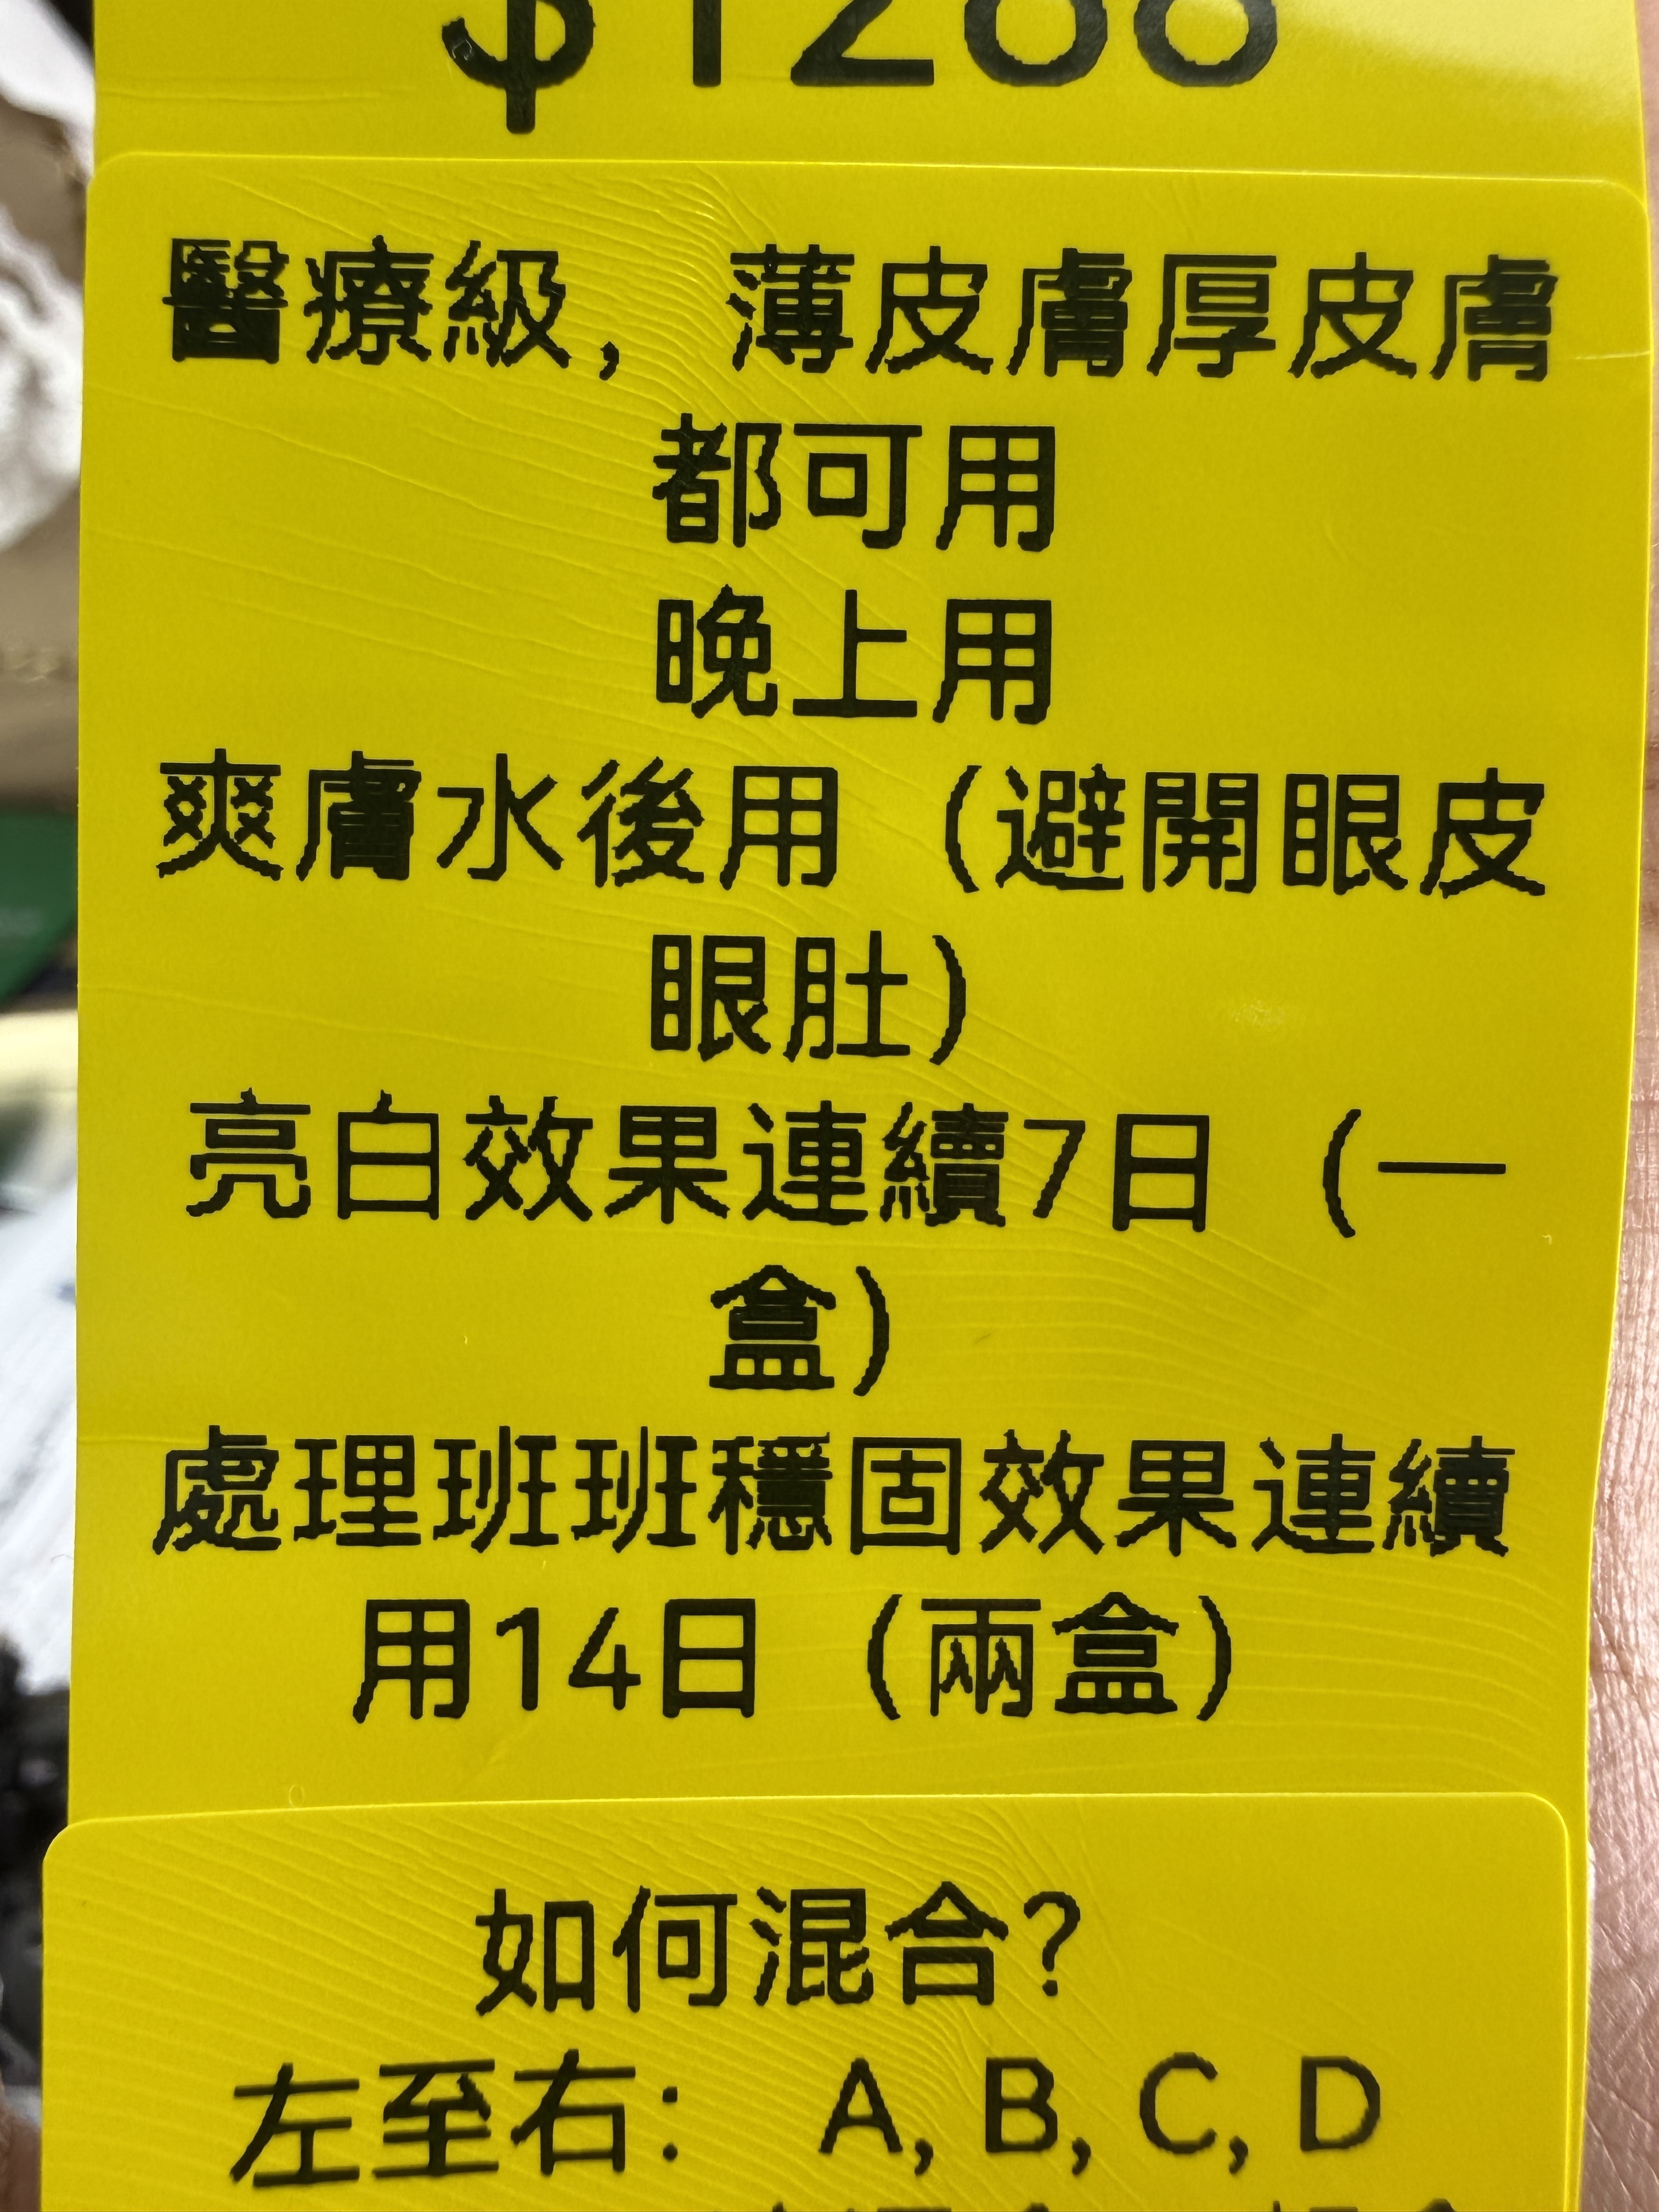 醫療級， 薄皮膚厚皮膚
都可用
晚上用
爽膚水後用（避開眼皮
眼肚）
亮白效果連續7日（一
盒）
處理班班穩固效果連續
用14日（兩盒）
如何混合？
左至右： A, B, C, D